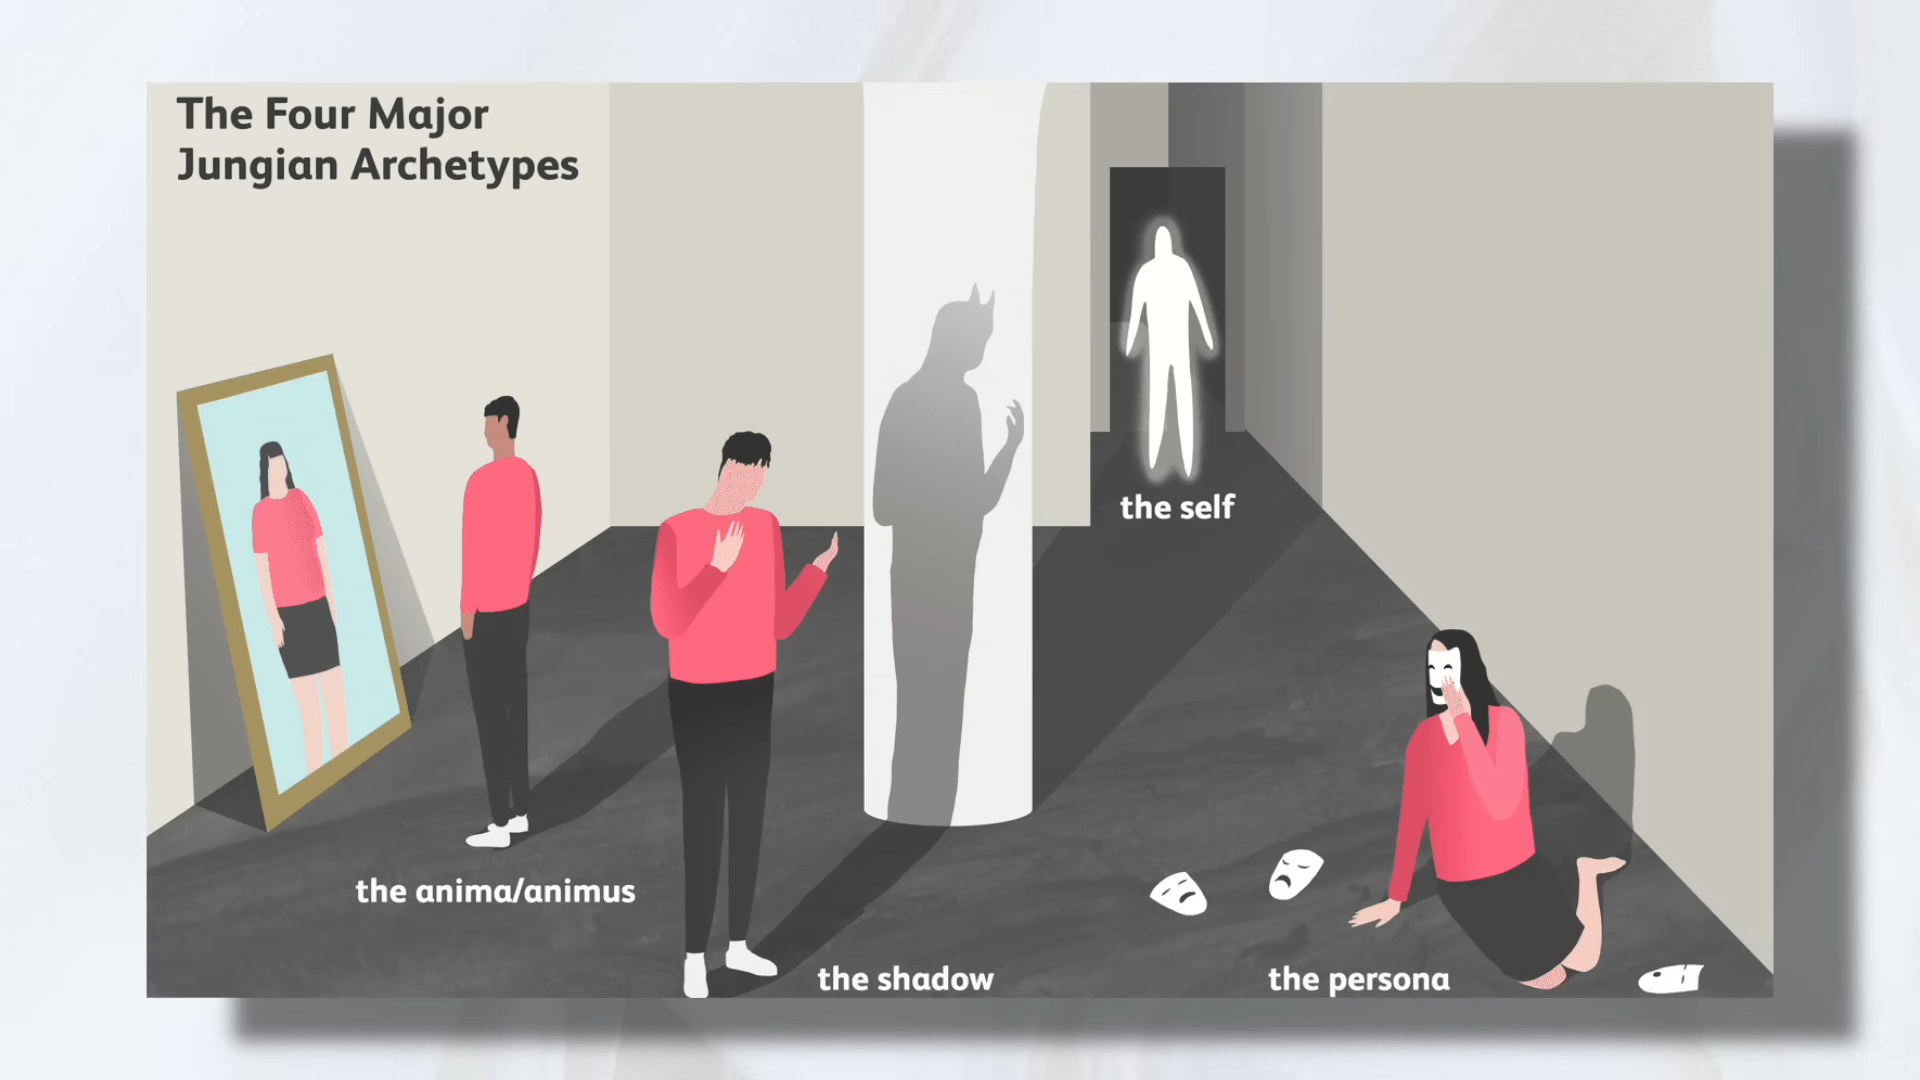 The Four Major
Jungian Archetypes
the self
the anima/animus
the shadow
the persona